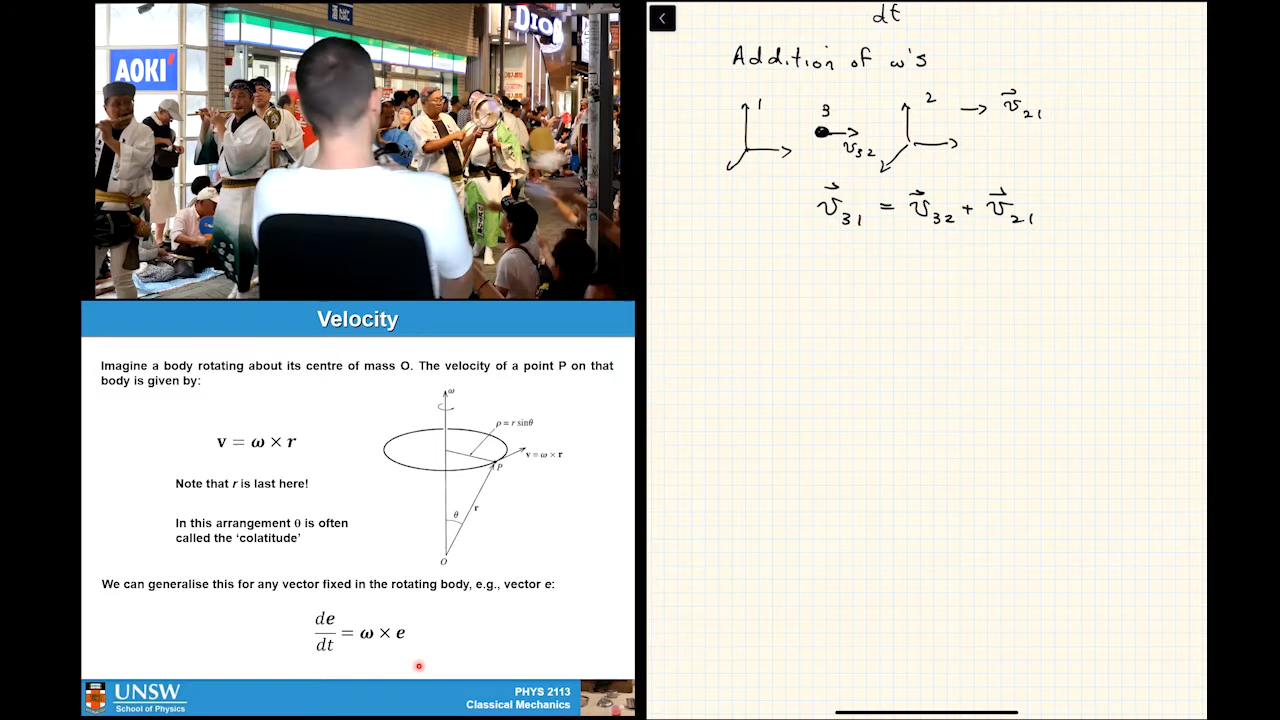 AOKI
DIOS
Velocity
Imagine a body rotating about its centre of mass O. The velocity of a point P on that
body is given by:
v = ω × r
Note that r is last here!
In this arrangement θ is often
called the ‘colatitude’
ω
ρ = r sinθ
v = ω × r
P
r
θ
O
We can generalise this for any vector fixed in the rotating body, e.g., vector e:
de/dt = ω × e
UNSW
School of Physics
PHYS 2113
Classical Mechanics
dt
Addition of ω's
1
3
v⃗32
2
→ v⃗21
v⃗31 = v⃗32 + v⃗21